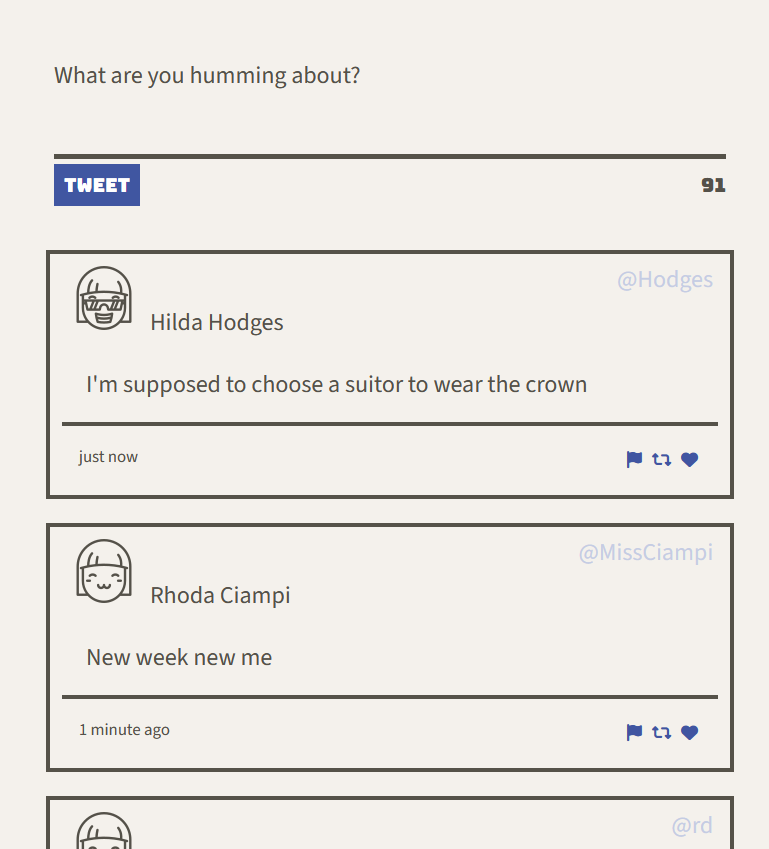 What are you humming about?
TWEET
91
@Hodges
Hilda Hodges
I'm supposed to choose a suitor to wear the crown
just now
@MissCiampi
Rhoda Ciampi
New week new me
1 minute ago
@rd